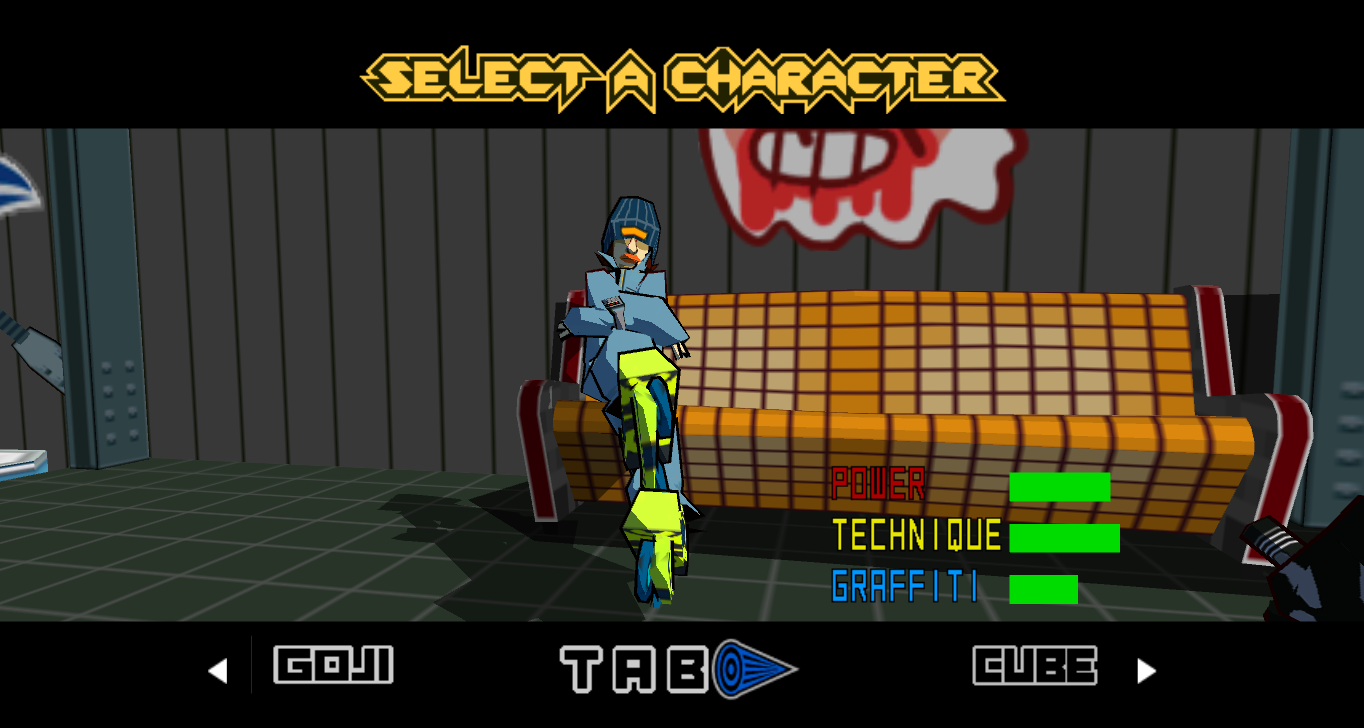 SELECT A CHARACTER
POWER
TECHNIQUE
GRAFFITI
GOJI
TAB
CUBE